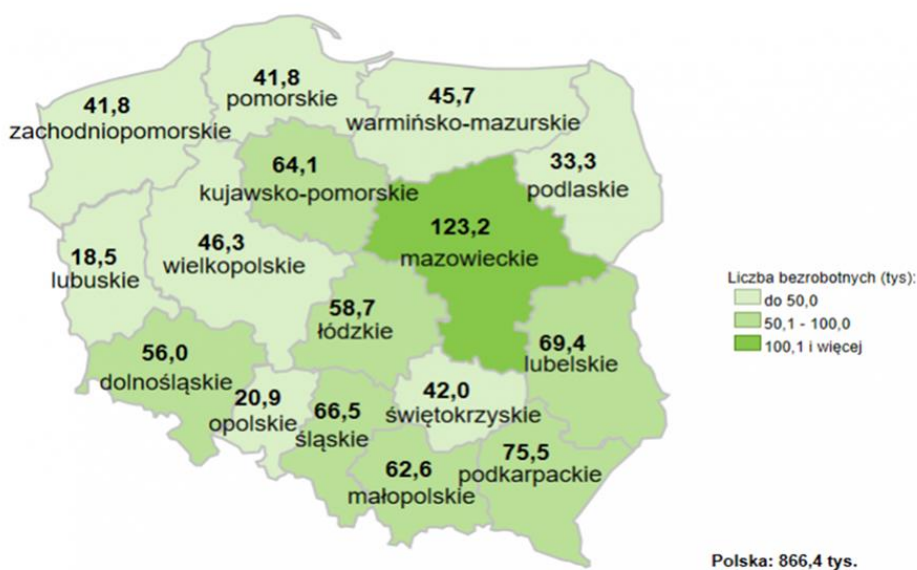 41,8
pomorskie
41,8
zachodniopomorskie
45,7
warmińsko-mazurskie
33,3
podlaskie
64,1
kujawsko-pomorskie
123,2
mazowieckie
46,3
wielkopolskie
18,5
lubuskie
58,7
łódzkie
69,4
lubelskie
56,0
dolnośląskie
20,9
opolskie
66,5
śląskie
42,0
świętokrzyskie
62,6
małopolskie
75,5
podkarpackie
Liczba bezrobotnych (tys):
do 50,0
50,1 - 100,0
100,1 i więcej
Polska: 866,4 tys.